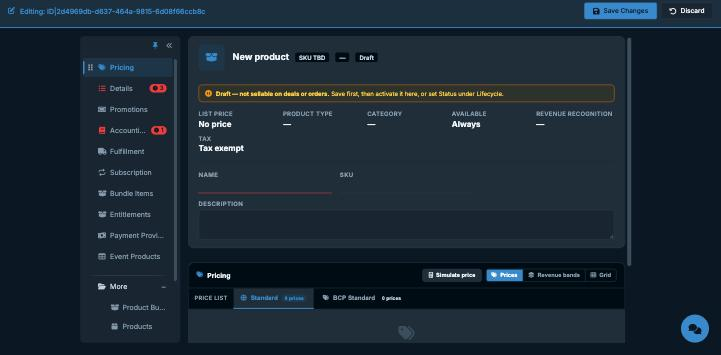 Editing: ID|2d4969db-d637-464a-9815-6d08f66ccb8c
Save Changes
Discard
Pricing
Details 3
Promotions
Accounti... 1
Fulfillment
Subscription
Bundle Items
Entitlements
Payment Provi...
Event Products
More
Product Bu...
Products
New product SKU TBD — Draft
Draft — not sellable on deals or orders. Save first, then activate it here, or set Status under Lifecycle.
LIST PRICE PRODUCT TYPE CATEGORY AVAILABLE REVENUE RECOGNITION
No price — — Always —
TAX
Tax exempt
NAME SKU
DESCRIPTION
Pricing Simulate price Prices Revenue bands Grid
PRICE LIST Standard 0 prices BCP Standard 0 prices